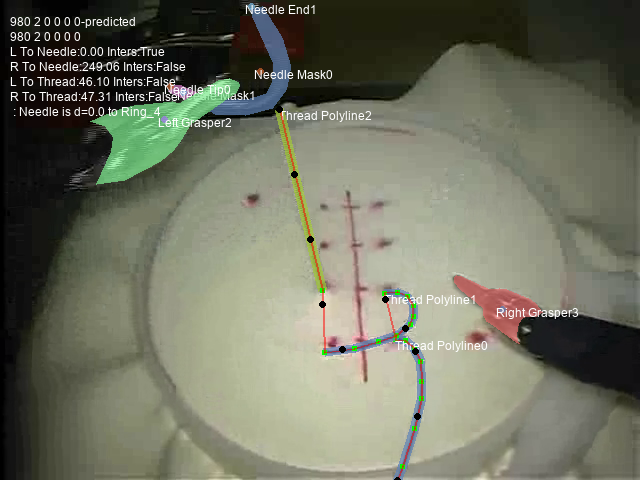 Needle End1
980 2 0 0 0 0-predicted
980 2 0 0 0 0
L To Needle:0.00 Inters:True
R To Needle:249.06 Inters:False
Needle Mask0
L To Thread:46.10 Inters:False
Needle Tip0
R To Thread:47.31 Inters:False
Needle Mask1
: Needle is d=0.0 to Ring_4
Thread Polyline2
Left Grasper2
Thread Polyline1
Right Grasper3
Thread Polyline0